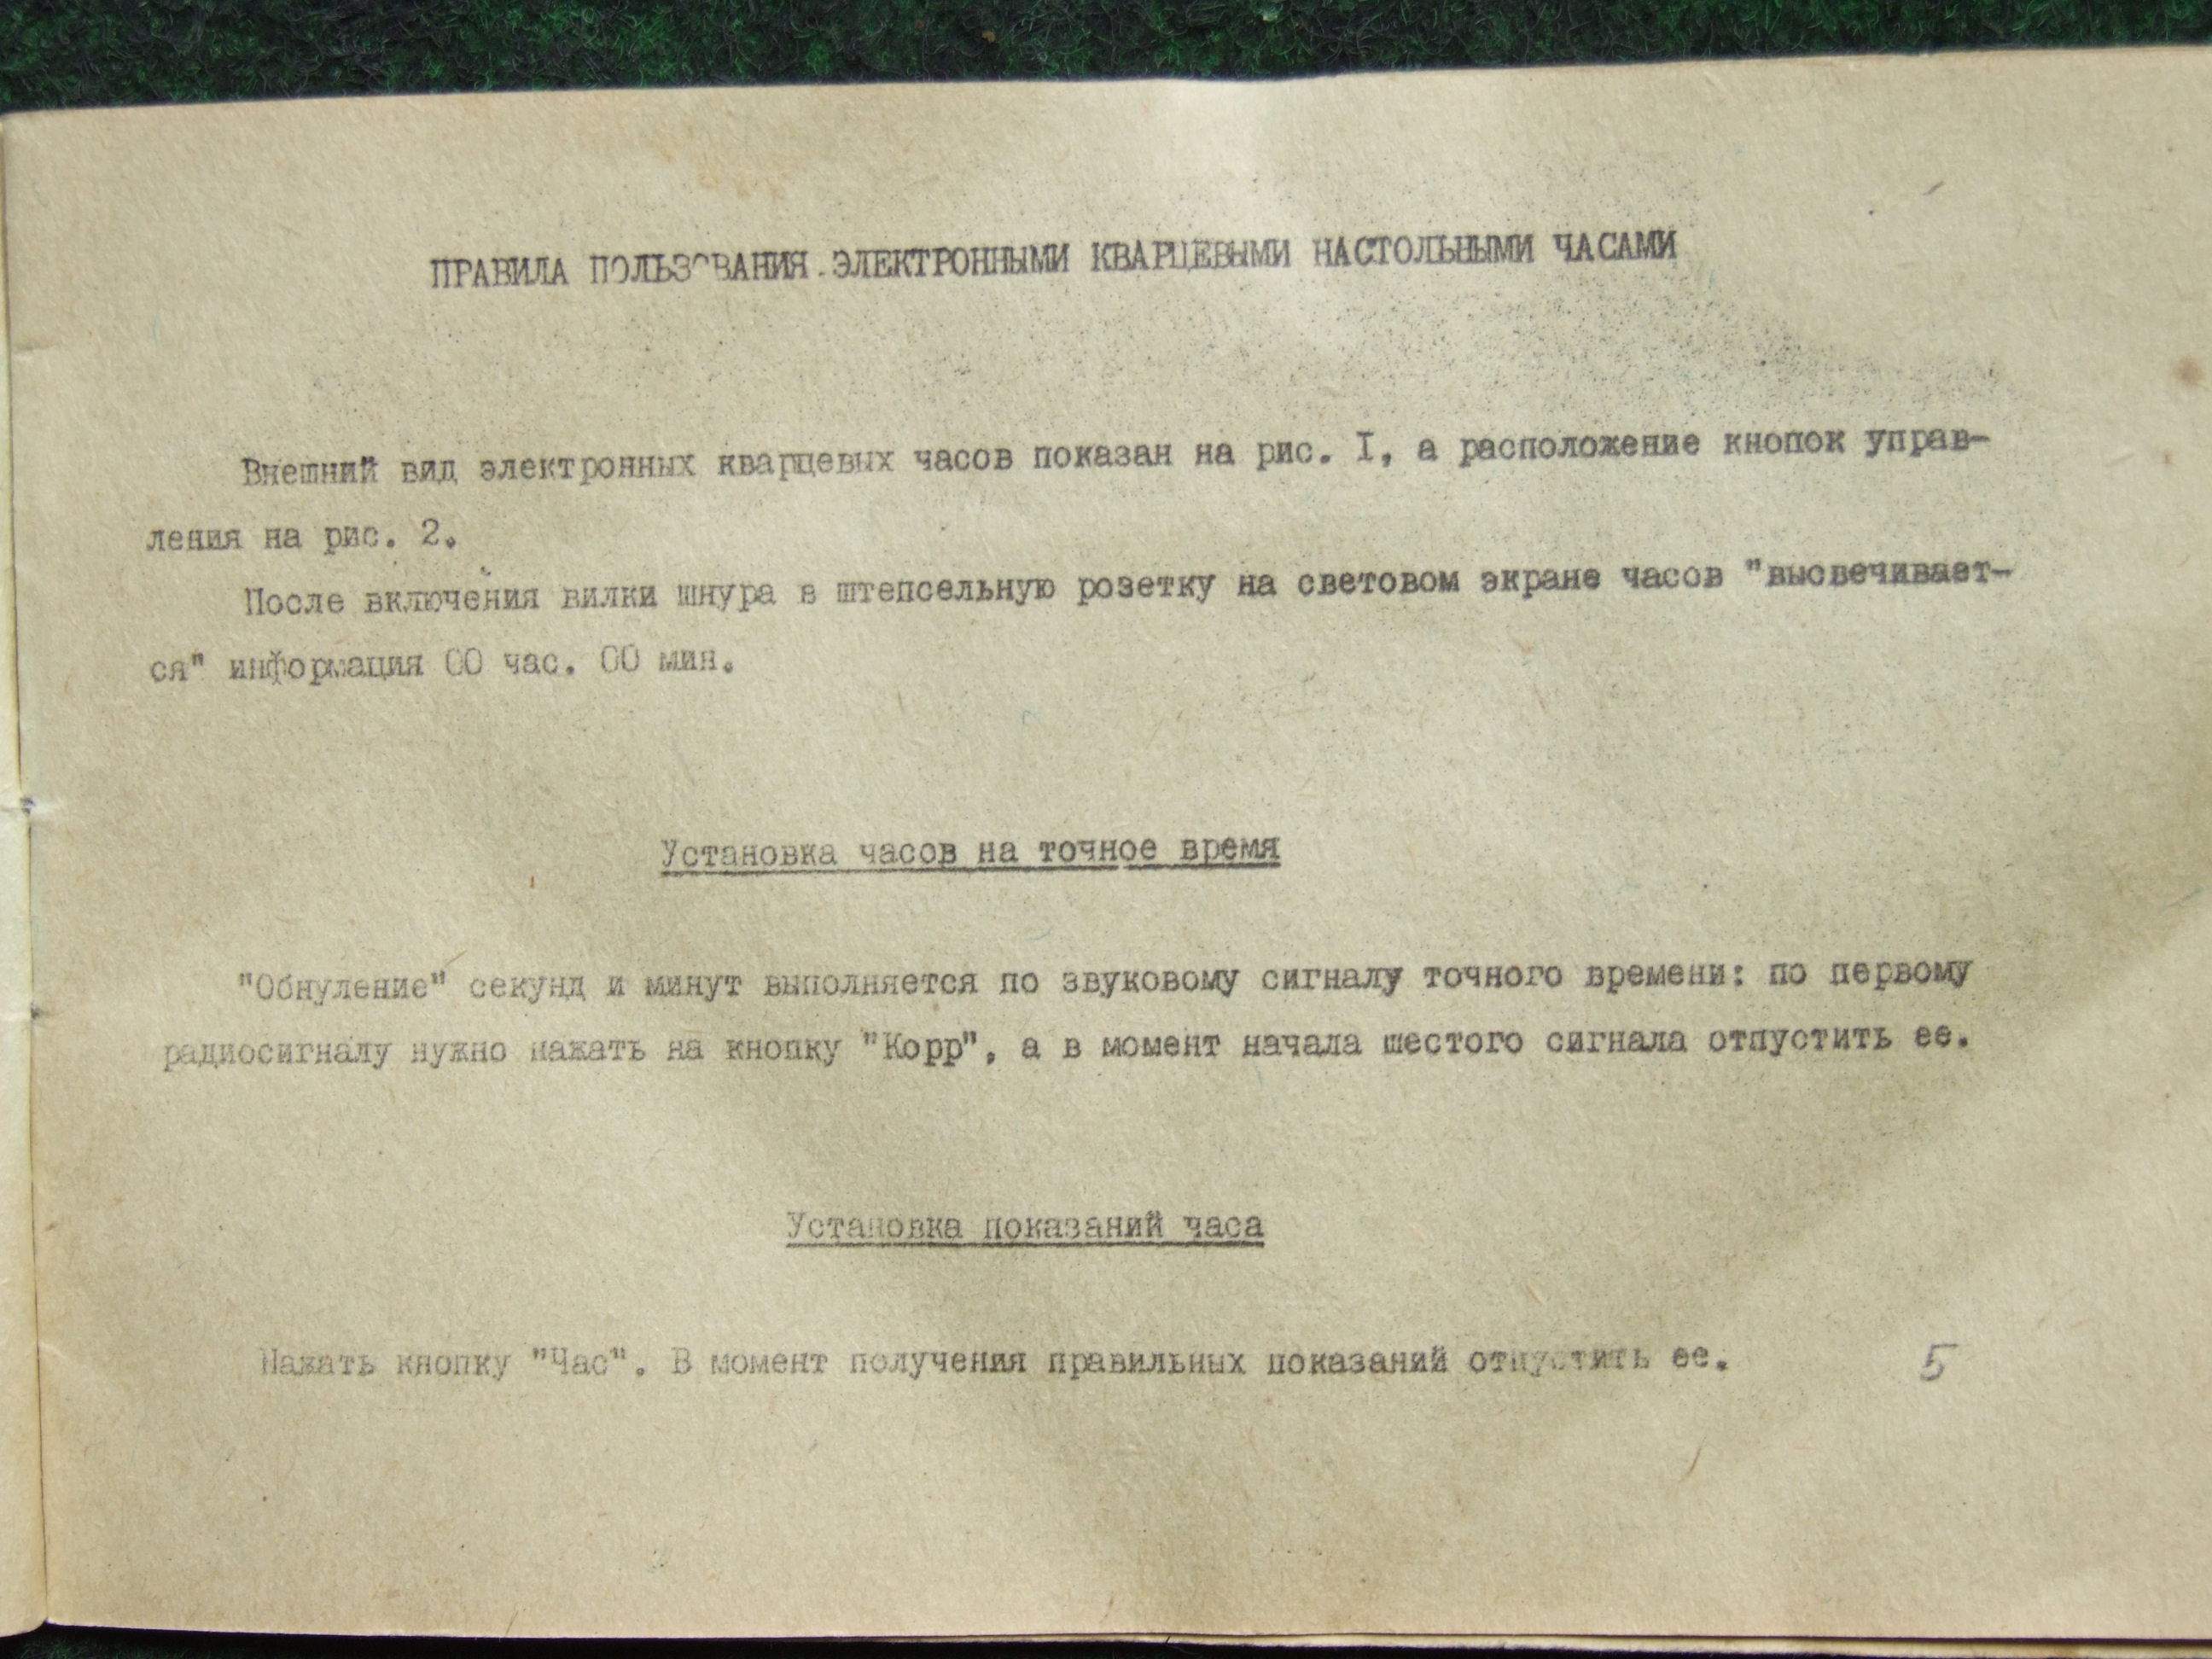 ПРАВИЛА ПОЛЬЗОВАНИЯ ЭЛЕКТРОННЫМИ КВАРЦЕВЫМИ НАСТОЛЬНЫМИ ЧАСАМИ
Внешний вид электронных кварцевых часов показан на рис. I, а расположение кнопок управ-
ления на рис. 2.
После включения вилки шнура в штепсельную розетку на световом экране часов "высвечивает-
ся" информация 00 час. 00 мин.
Установка часов на точное время
"Обнуление" секунд и минут выполняется по звуковому сигналу точного времени: по первому
радиосигналу нужно нажать на кнопку "Корр", а в момент начала шестого сигнала отпустить ее.
Установка показаний часа
Нажать кнопку "Час". В момент получения правильных показаний отпустить ее.
5